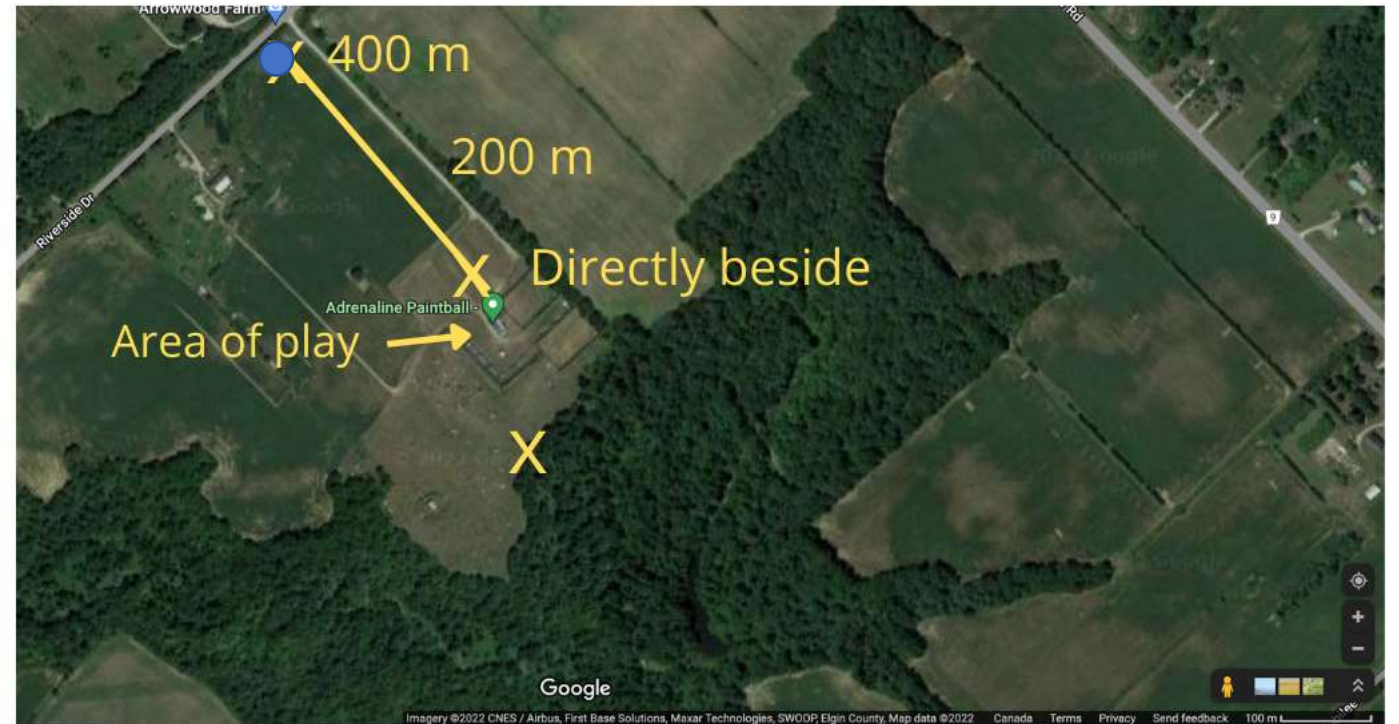 Arrowwood Farm
400 m
200 m
Riverside Dr
9
X
X
Directly beside
Adrenaline Paintball -
Area of play
X
Google
Imagery ©2022 CNES / Airbus, First Base Solutions, Maxar Technologies, SWOOP, Elgin County, Map data ©2022 Canada Terms Privacy Send feedback 100 m